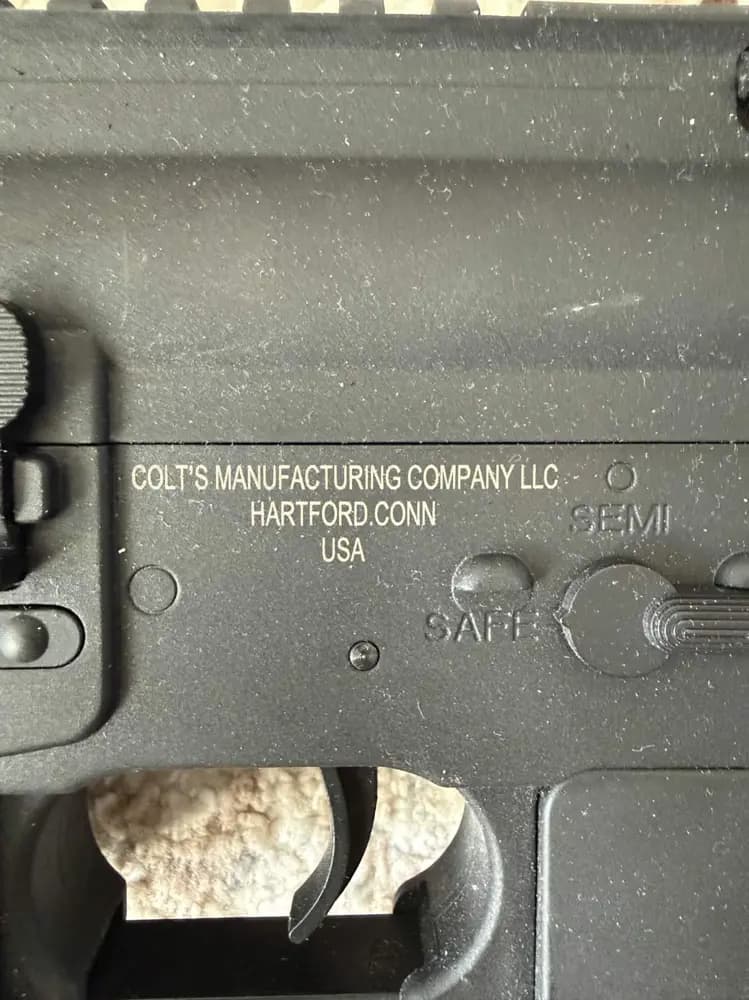 COLT'S MANUFACTURING COMPANY LLC
HARTFORD.CONN
USA
SEMI
SAFE